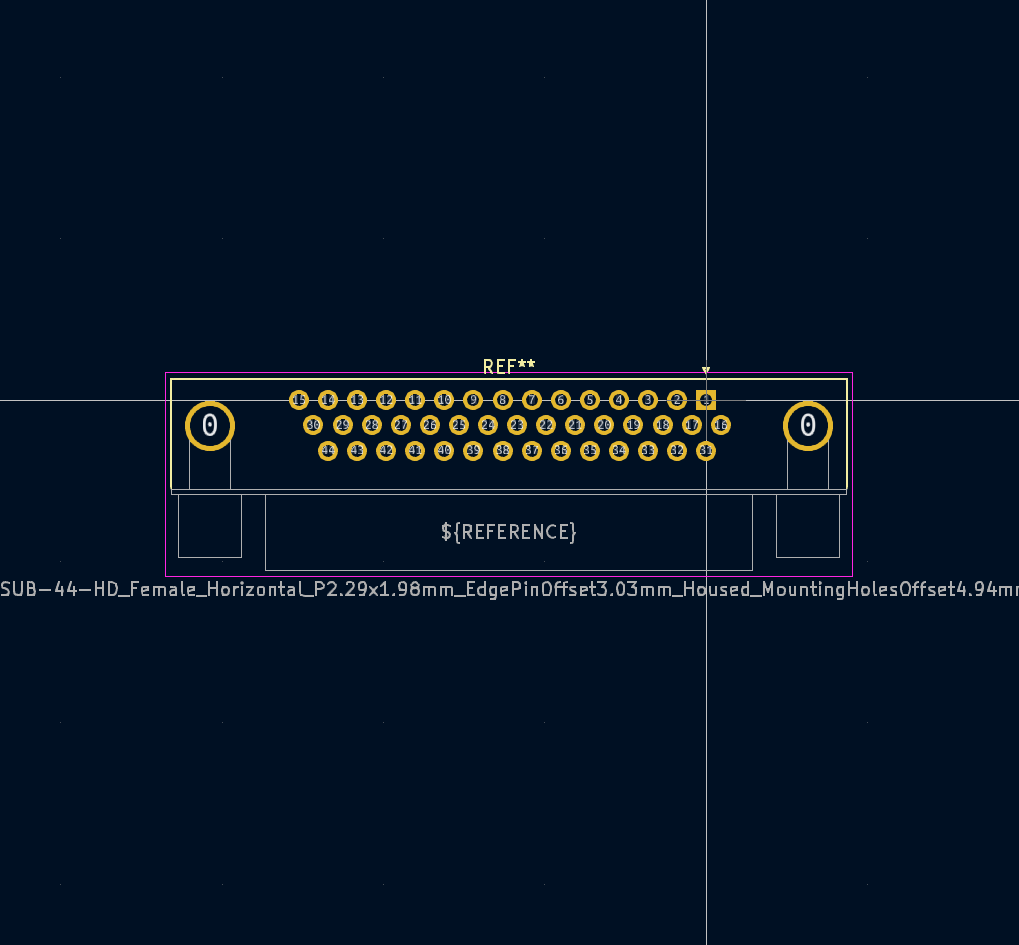 REF**
15 14 13 12 11 10 9 8 7 6 5 4 3 2 1
0 30 29 28 27 26 25 24 23 22 21 20 19 18 17 16 0
44 43 42 41 40 39 38 37 36 35 34 33 32 31
${REFERENCE}
SUB-44-HD_Female_Horizontal_P2.29x1.98mm_EdgePinOffset3.03mm_Housed_MountingHolesOffset4.94mm